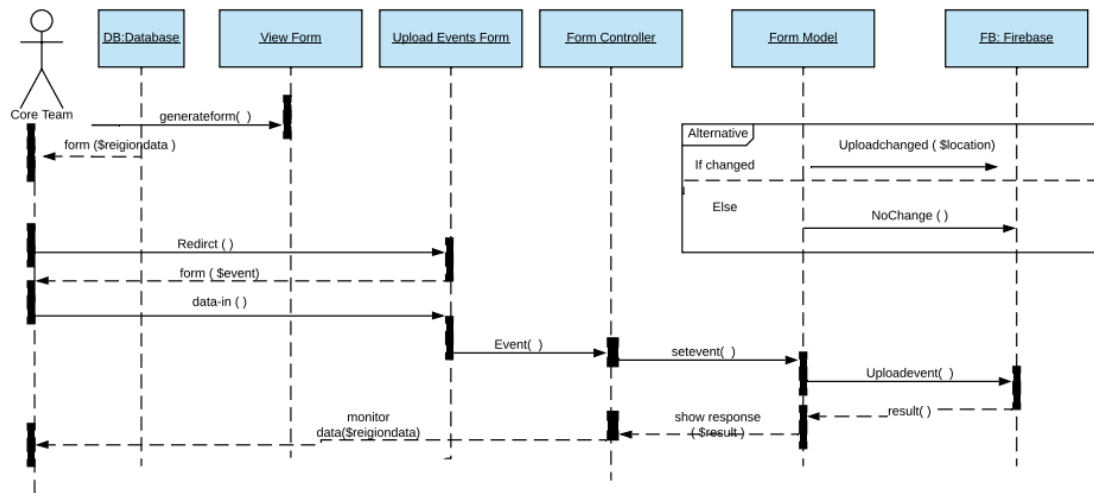 DB:Database
View Form
Upload Events Form
Form Controller
Form Model
FB: Firebase
Core Team
generateform( )
form ($reigiondata )
Alternative
Uploadchanged ( $location)
If changed
Else
NoChange ( )
Redirct ( )
form ( $event)
data-in ( )
Event( )
setevent( )
Uploadevent( )
result( )
show response
( $result )
monitor
data($reigiondata)